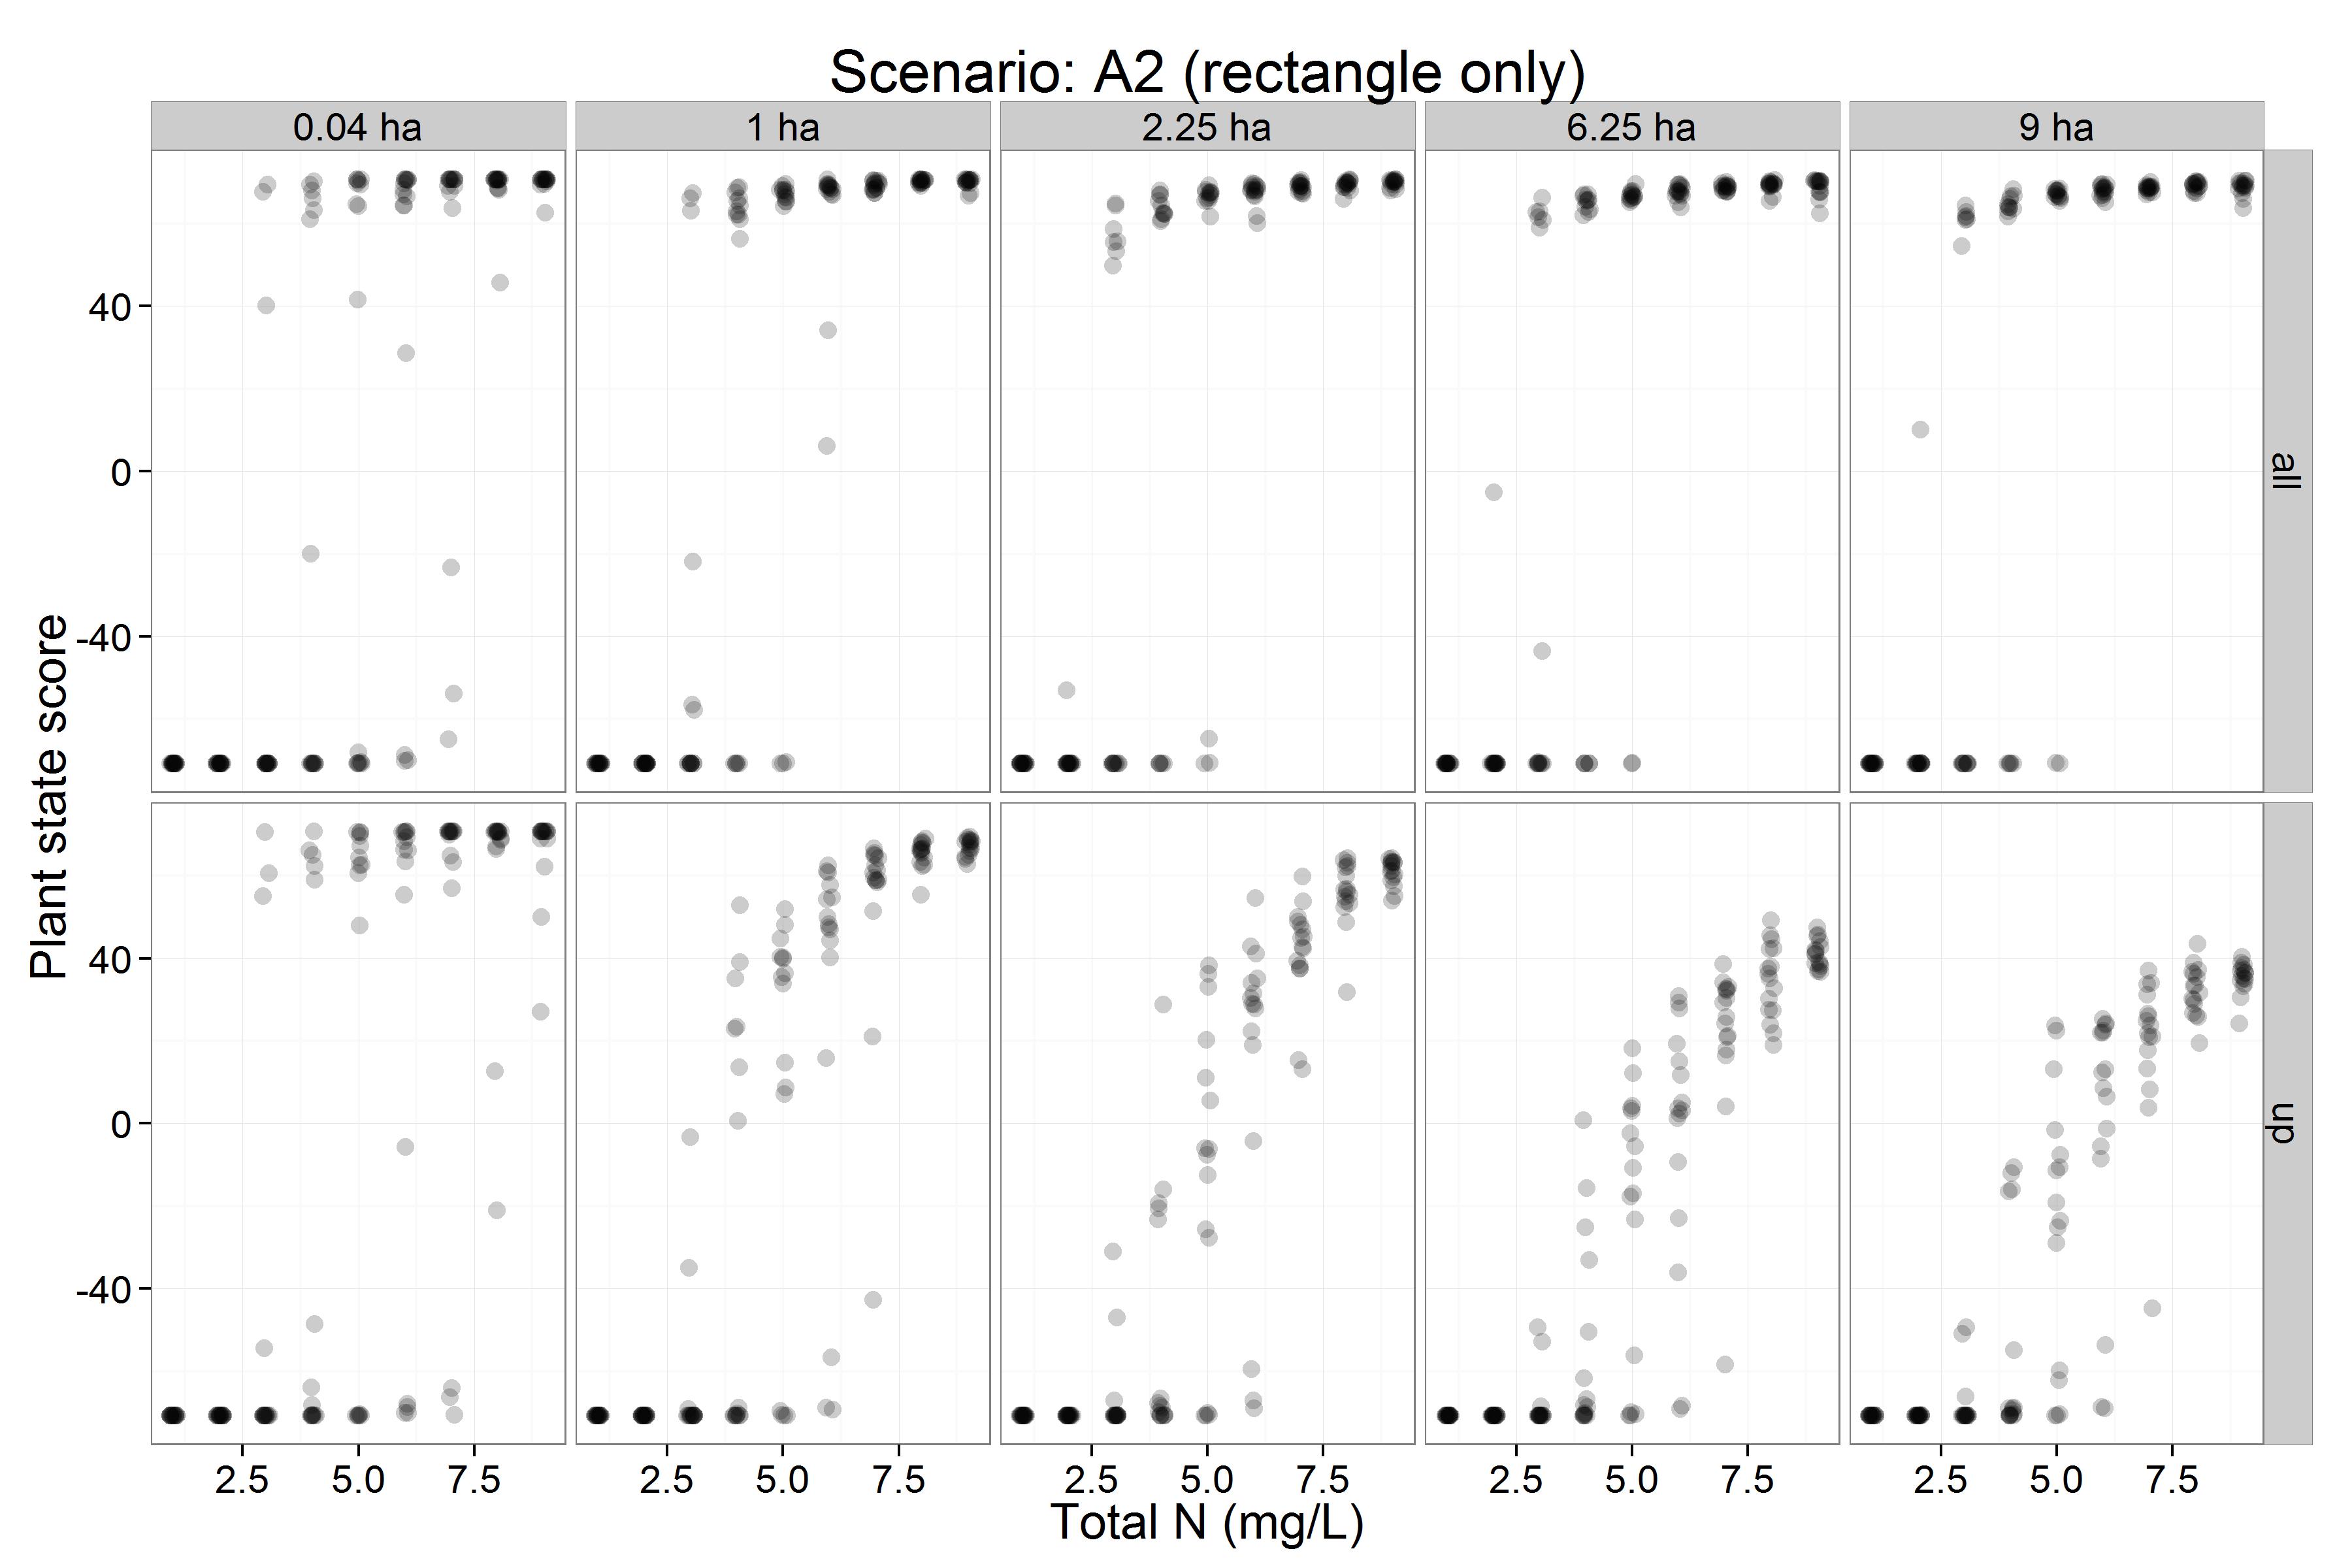 Scenario: A2 (rectangle only)
0.04 ha
1 ha
2.25 ha
6.25 ha
9 ha
Plant state score
40
0
-40
all
40
0
-40
up
2.5 5.0 7.5
2.5 5.0 7.5
2.5 5.0 7.5
2.5 5.0 7.5
2.5 5.0 7.5
Total N (mg/L)